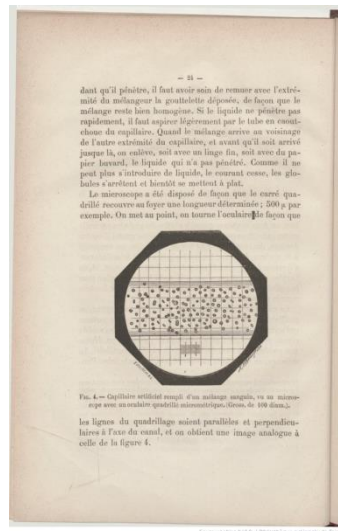 — 21 —
dant qu'il pénètre, il faut avoir soin de remuer avec l'extré-
mité du mélangeur la gouttelette déposée, de façon que le
mélange reste bien homogène. Si le liquide ne pénètre pas
rapidement, il faut aspirer légèrement par le tube en caout-
chouc du capillaire. Quand le mélange arrive au voisinage
de l'autre extrémité du capillaire, et avant qu'il soit arrivé
jusque là, on enlève, soit avec un linge fin, soit avec du pa-
pier buvard, le liquide qui n'a pas pénétré. Comme il ne
peut plus s'introduire de liquide, le courant cesse, les glo-
bules s'arrêtent et bientôt se mettent à plat.
Le microscope a été disposé de façon que le carré qua-
drillé recouvre au foyer une longueur déterminée ; 500 µ par
exemple. On met au point, on tourne l'oculaire de façon que
FIG. 4. — Capillaire artificiel rempli d'un mélange sanguin, vu au micros-
cope avec un oculaire quadrillé micrométrique. (Gross. de 100 diam.).
les lignes du quadrillage soient parallèles et perpendicu-
laires à l'axe du canal, et on obtient une image analogue à
celle de la figure 4.